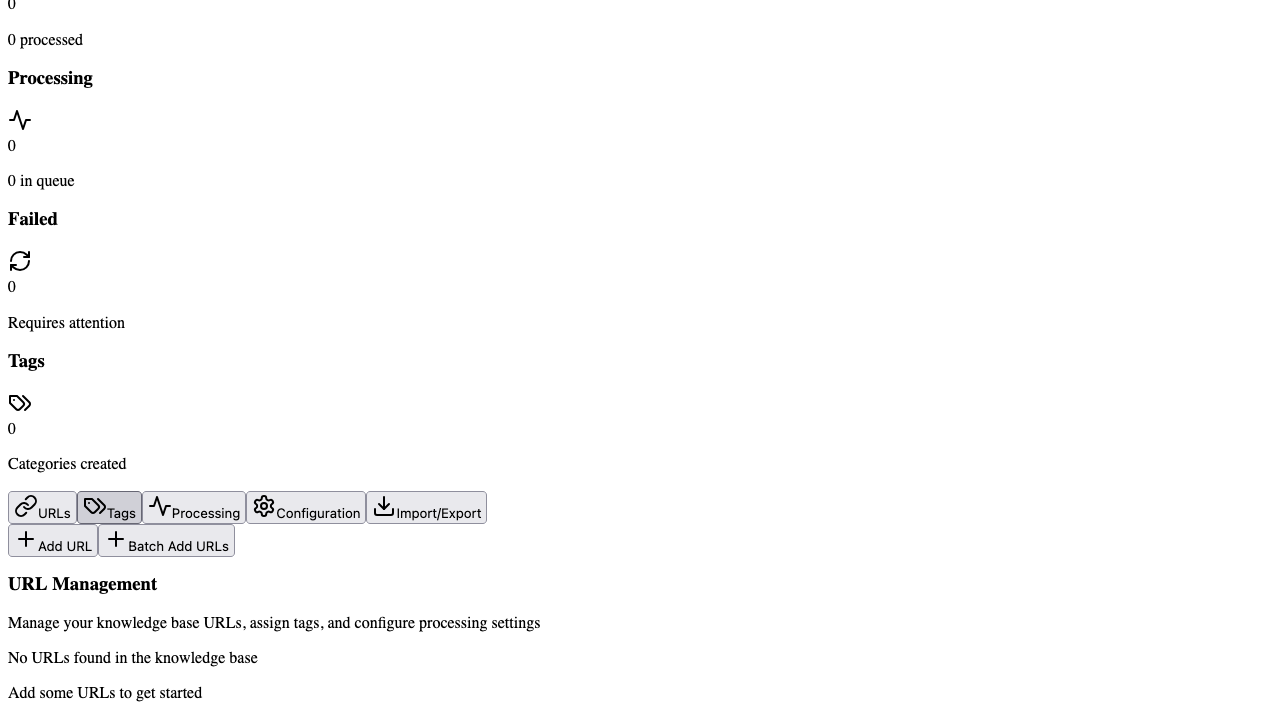 0
0 processed
Processing
0
0 in queue
Failed
0
Requires attention
Tags
0
Categories created
URLs Tags Processing Configuration Import/Export
Add URL Batch Add URLs
URL Management
Manage your knowledge base URLs, assign tags, and configure processing settings
No URLs found in the knowledge base
Add some URLs to get started